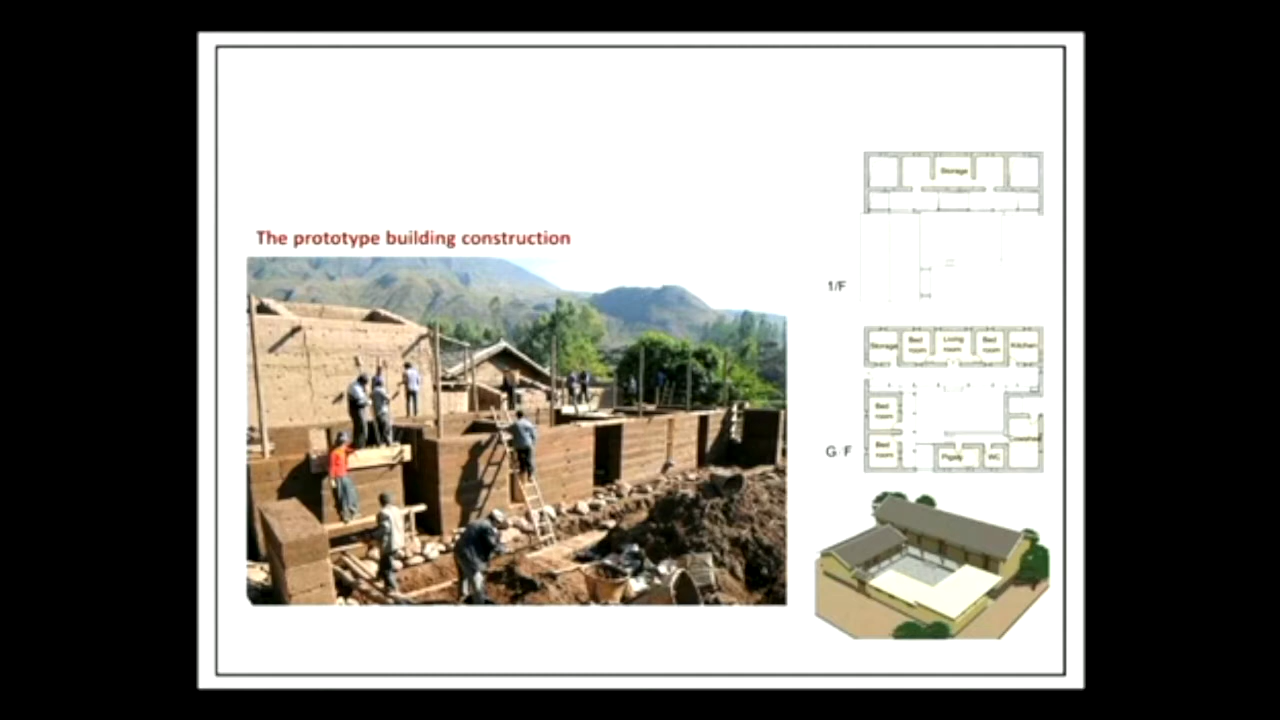 The prototype building construction
Storage
1/F
Storage
Bed
room
Living
room
Bed
room
Kitchen
Bed
room
G/F
Bed
room
Pigsty
WC